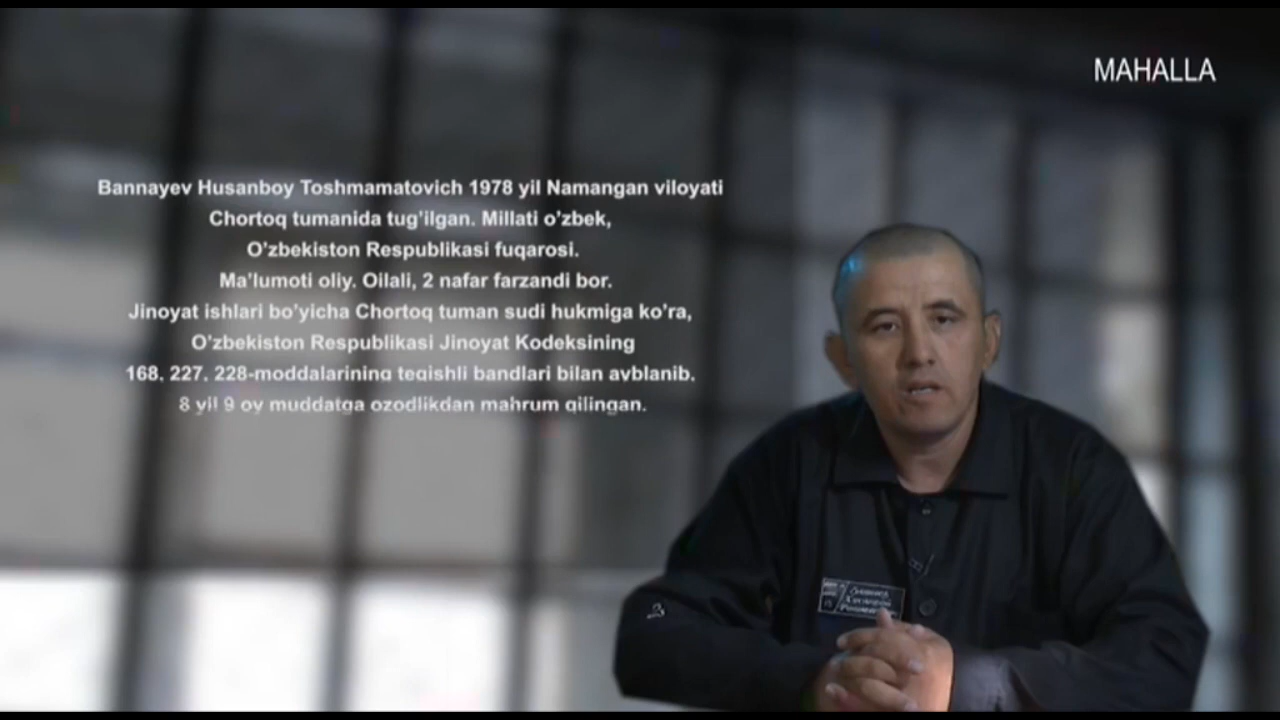 MAHALLA
Bannayev Husanboy Toshmamatovich 1978 yil Namangan viloyati
Chortoq tumanida tug'ilgan. Millati o'zbek,
O'zbekiston Respublikasi fuqarosi.
Ma'lumoti oliy. Oilali, 2 nafar farzandi bor.
Jinoyat ishlari bo'yicha Chortoq tuman sudi hukmiga ko'ra,
O'zbekiston Respublikasi Jinoyat Kodeksining
168, 227, 228-moddalarining tegishli bandlari bilan ayblanib,
8 yil 9 oy muddatga ozodlikdan mahrum qilingan.